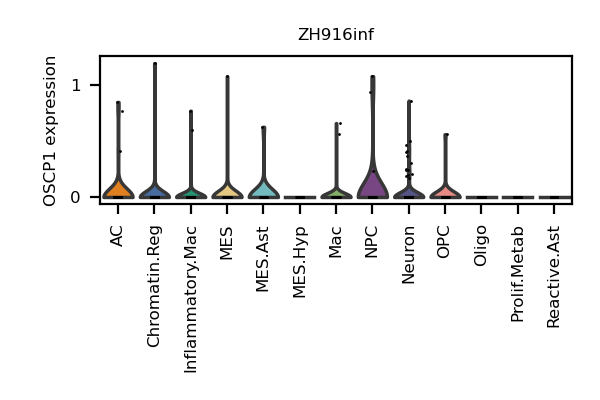 ZH916inf
OSCP1 expression
1
0
AC
Chromatin.Reg
Inflammatory.Mac
MES
MES.Ast
MES.Hyp
Mac
NPC
Neuron
OPC
Oligo
Prolif.Metab
Reactive.Ast